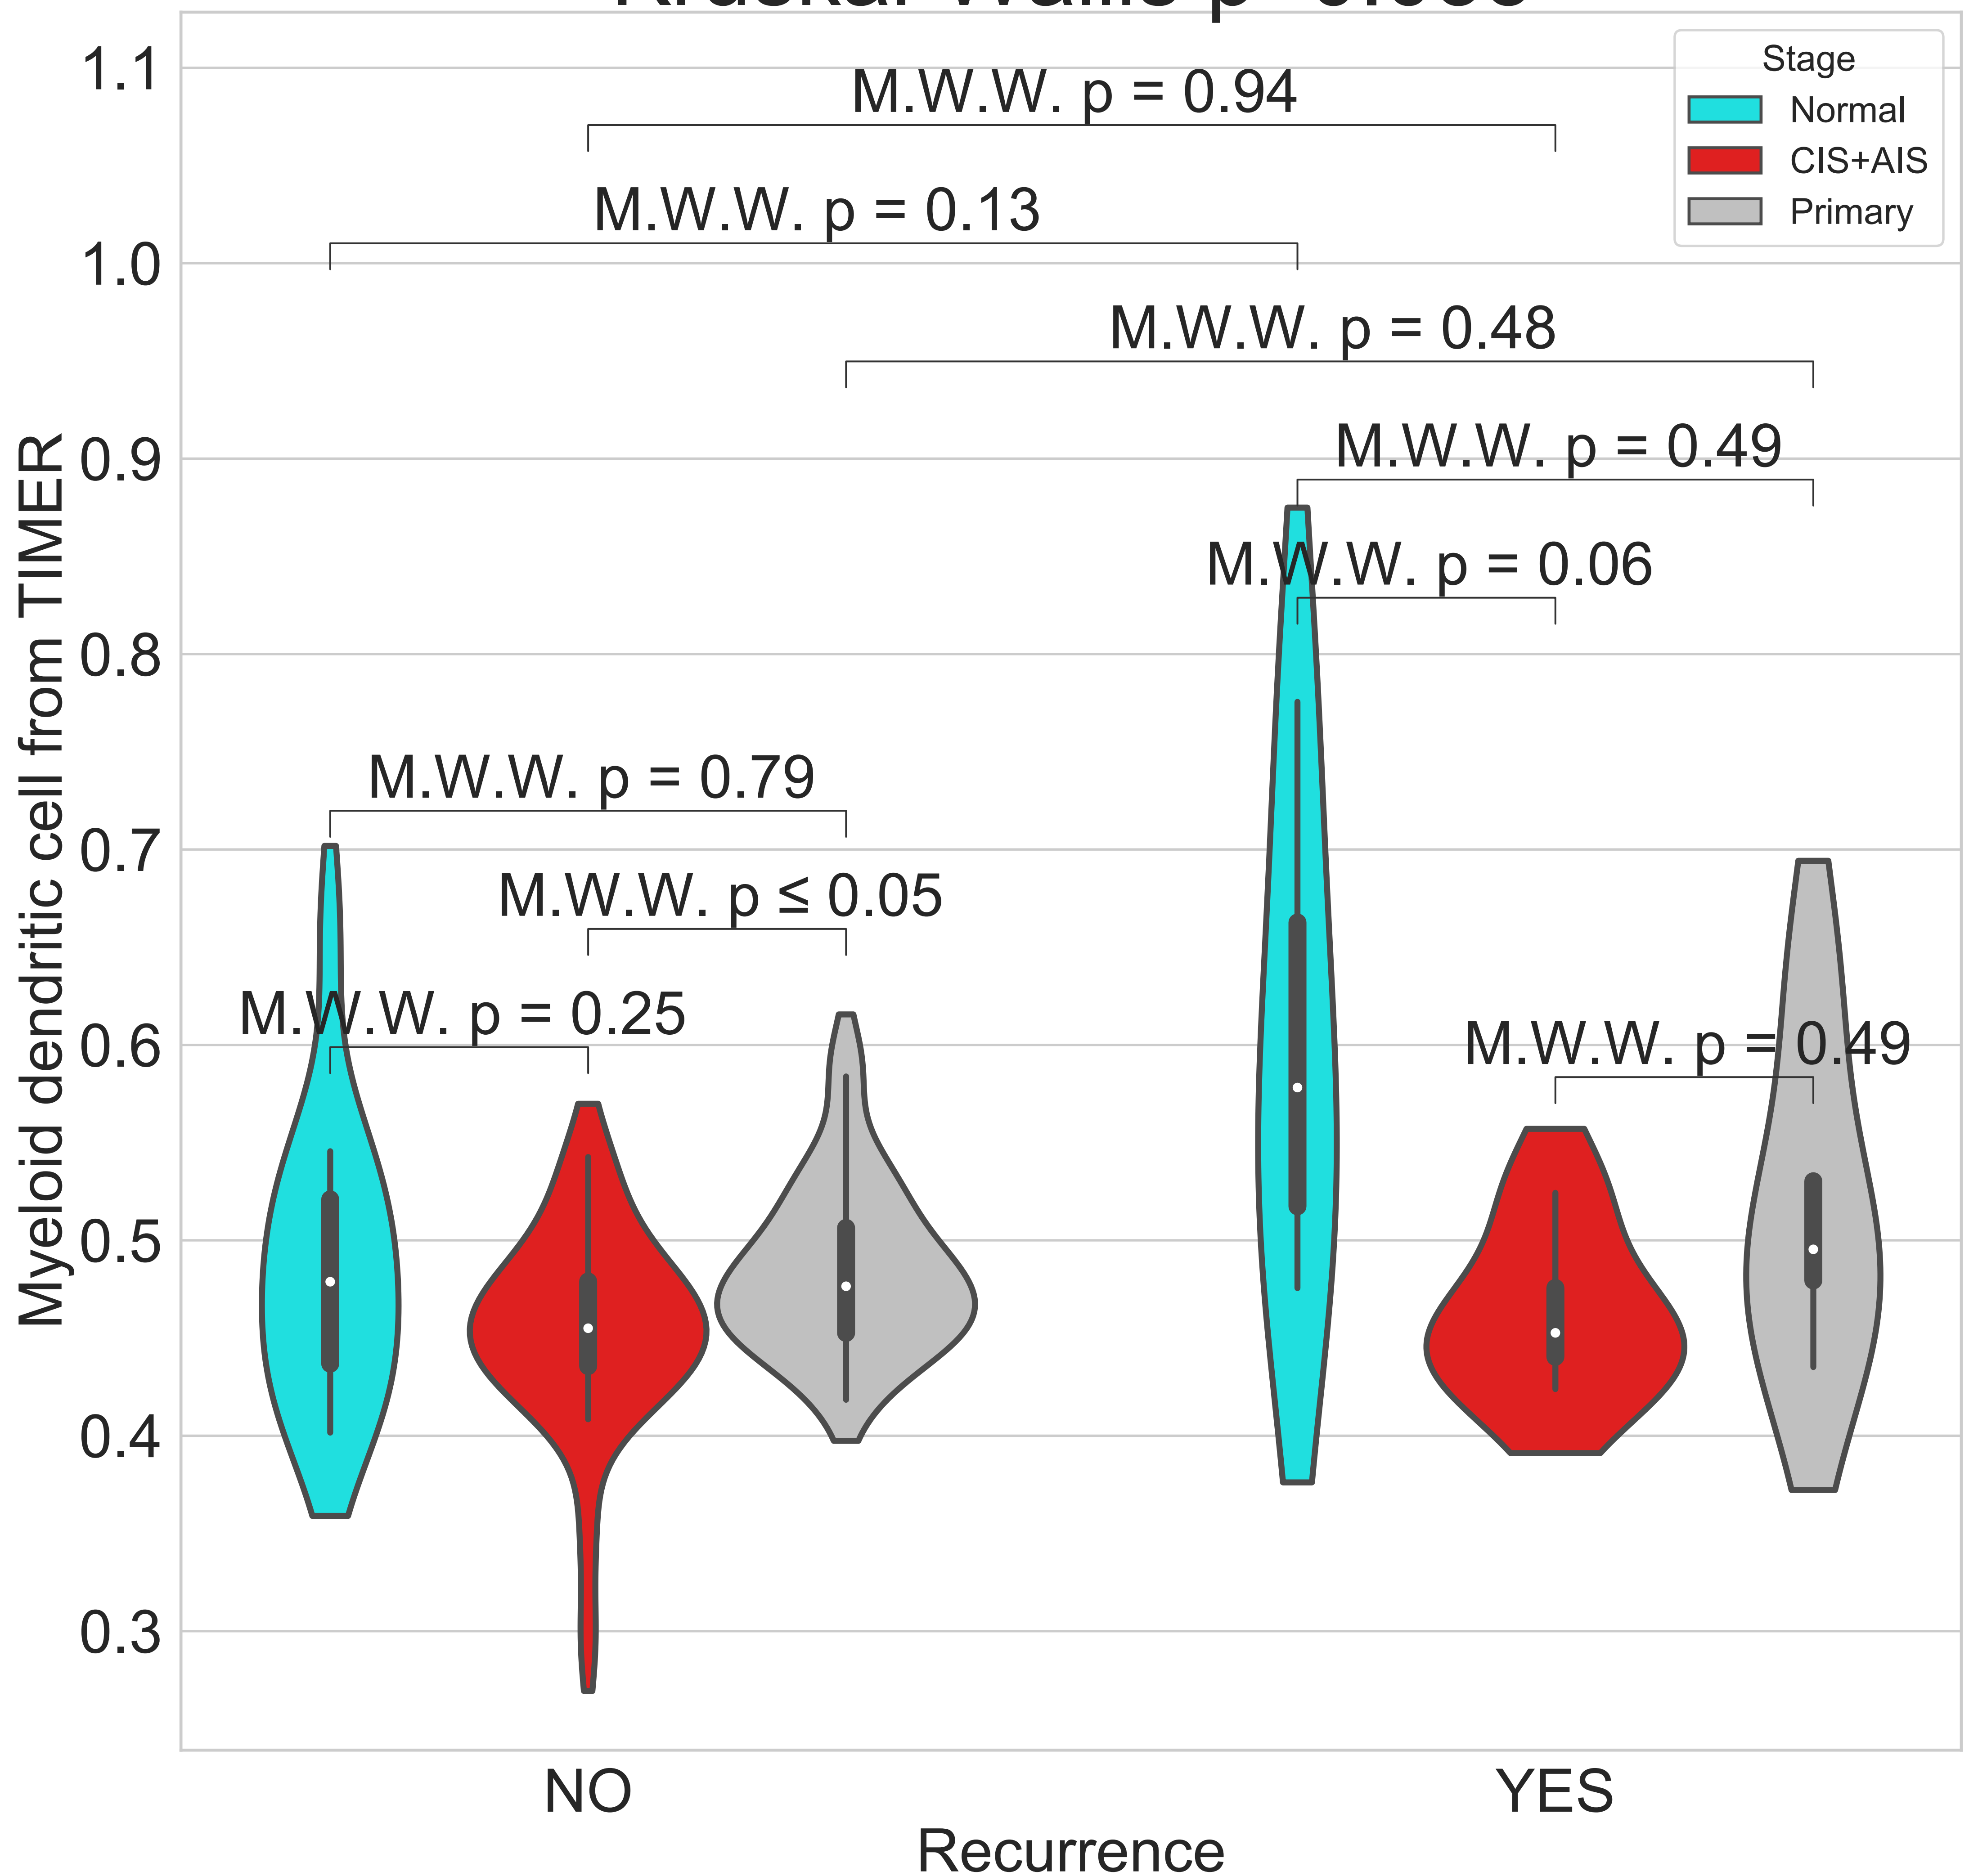 Kruskal-Wallis p
Stage
Normal
CIS+AIS
Primary
1.1
1.0
0.9
0.8
0.7
0.6
0.5
0.4
0.3
Myeloid dendritic cell from TIMER
M.W.W. p = 0.94
M.W.W. p = 0.13
M.W.W. p = 0.48
M.W.W. p = 0.49
M.W.W. p = 0.06
M.W.W. p = 0.79
M.W.W. p ≤ 0.05
M.W.W. p = 0.25
M.W.W. p = 0.49
NO
YES
Recurrence